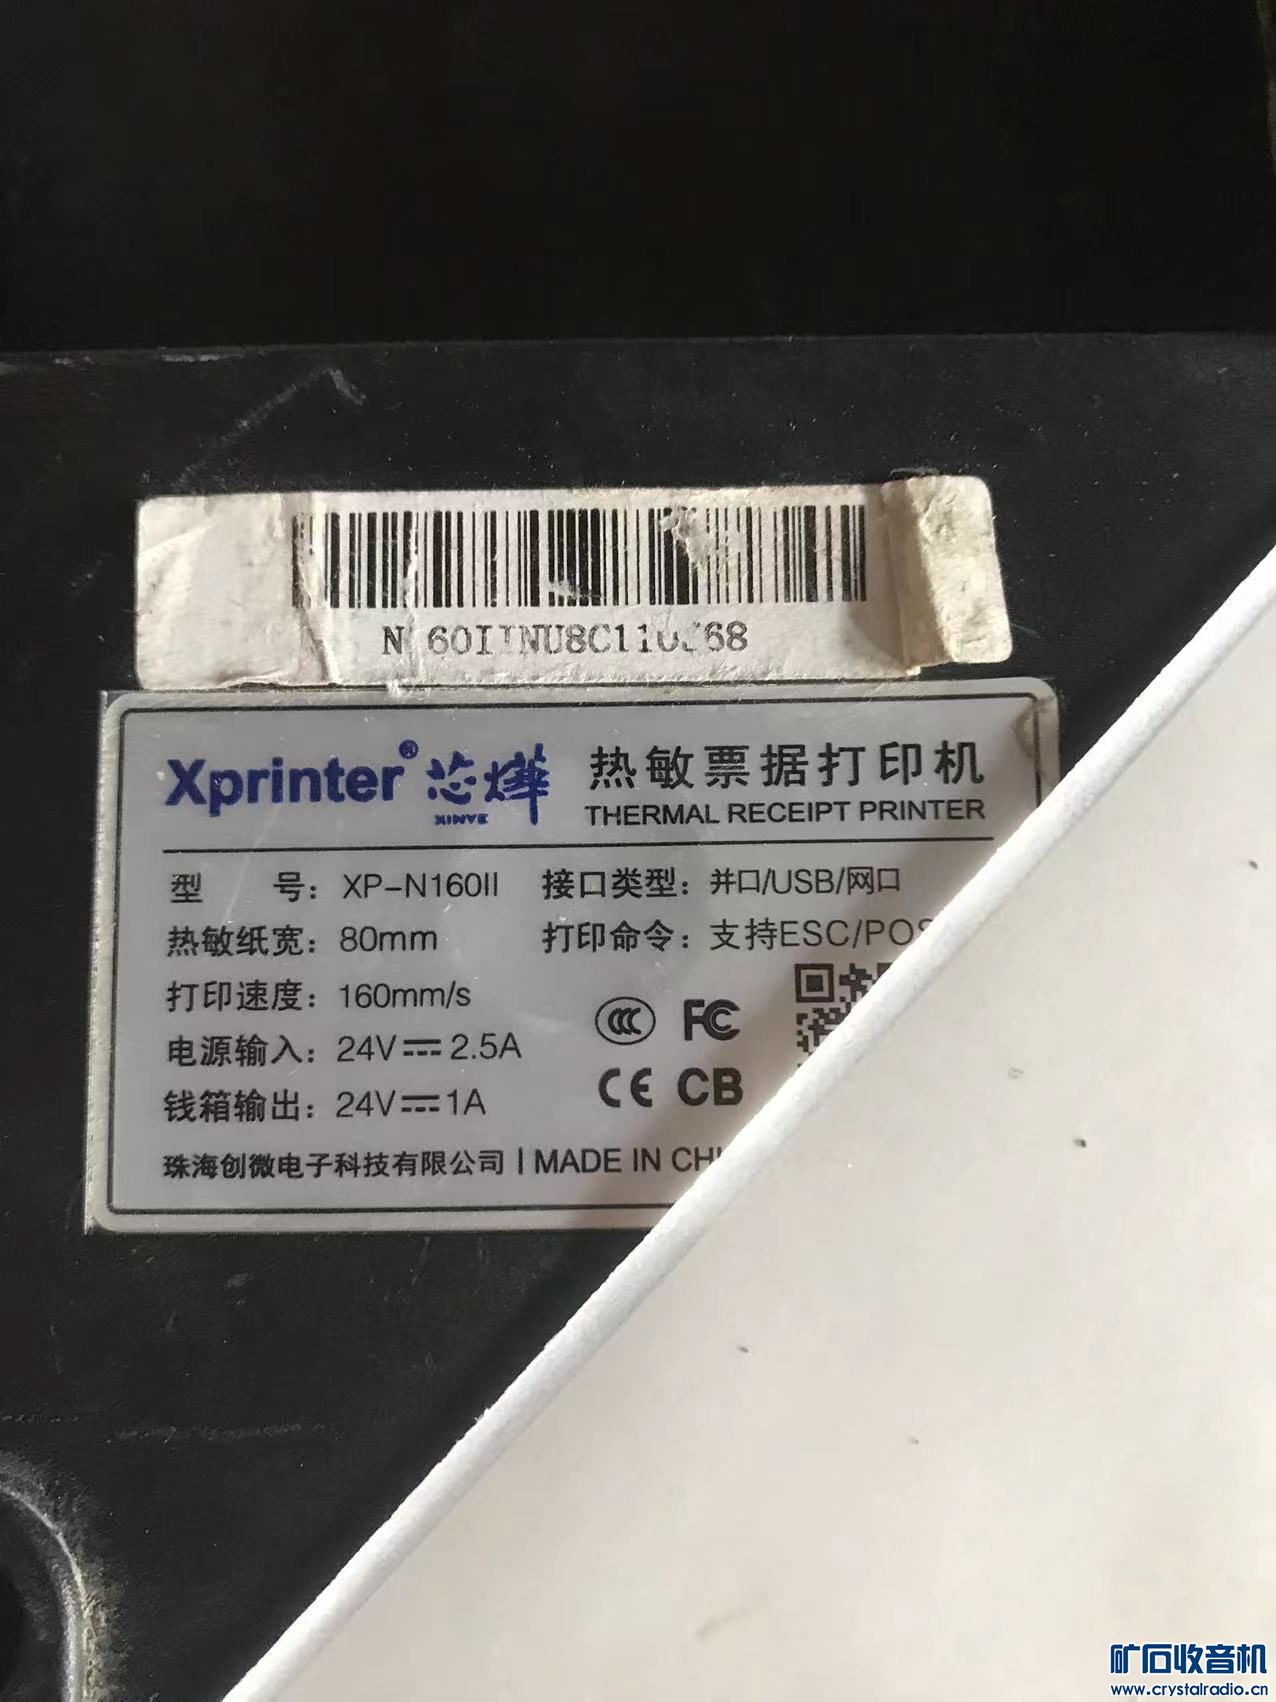 Xprinter® 芯烨 热敏票据打印机
XINYE THERMAL RECEIPT PRINTER
型 号：XP-N160II 接口类型：并口/USB/网口
热敏纸宽：80mm 打印命令：支持ESC/POS
打印速度：160mm/s
电源输入：24V⎓2.5A
FC
CE CB
钱箱输出：24V⎓1A
珠海创微电子科技有限公司 | MADE IN
矿石收音机
www.crystalradio.cn